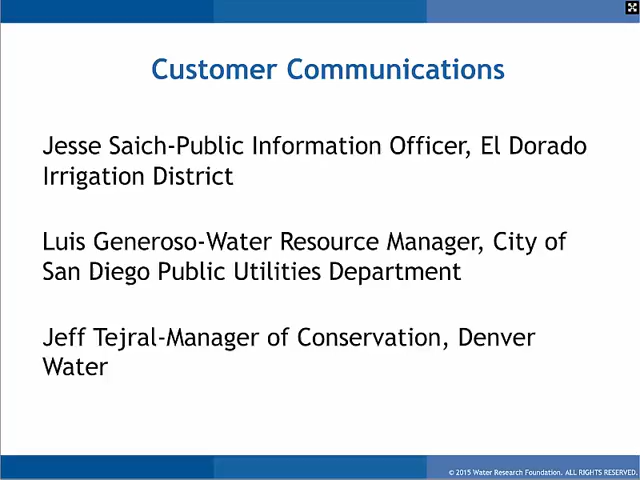 Customer Communications
Jesse Saich-Public Information Officer, El Dorado
Irrigation District
Luis Generoso-Water Resource Manager, City of
San Diego Public Utilities Department
Jeff Tejral-Manager of Conservation, Denver
Water
© 2015 Water Research Foundation. ALL RIGHTS RESERVED.